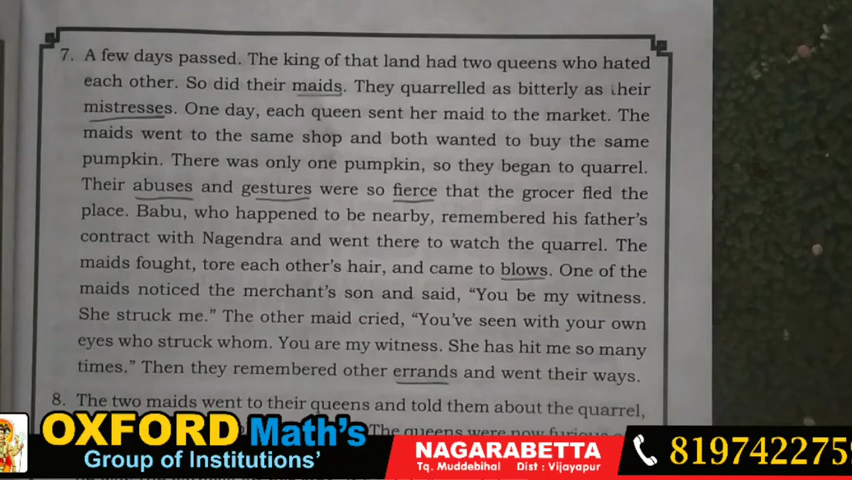 7. A few days passed. The king of that land had two queens who hated
each other. So did their maids. They quarrelled as bitterly as their
mistresses. One day, each queen sent her maid to the market. The
maids went to the same shop and both wanted to buy the same
pumpkin. There was only one pumpkin, so they began to quarrel.
Their abuses and gestures were so fierce that the grocer fled the
place. Babu, who happened to be nearby, remembered his father's
contract with Nagendra and went there to watch the quarrel. The
maids fought, tore each other's hair, and came to blows. One of the
maids noticed the merchant's son and said, "You be my witness.
She struck me." The other maid cried, "You've seen with your own
eyes who struck whom. You are my witness. She has hit me so many
times." Then they remembered other errands and went their ways.
8. The two maids went to their queens and told them about the quarrel,
The queens were now furious
OXFORD Math's
Group of Institutions'
NAGARABETTA
Tq. Muddebihal Dist : Vijayapur
819742275